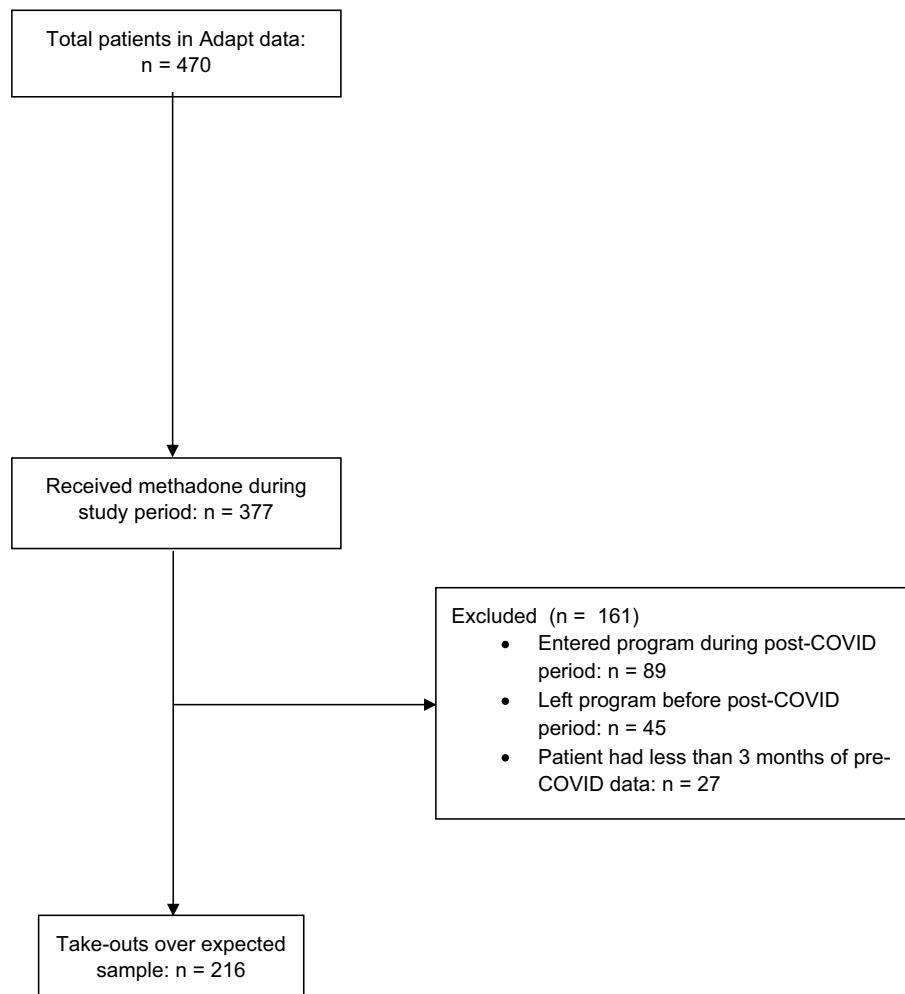 Total patients in Adapt data:
n = 470
Received methadone during
study period: n = 377
Excluded (n = 161)
• Entered program during post-COVID
period: n = 89
• Left program before post-COVID
period: n = 45
• Patient had less than 3 months of pre-
COVID data: n = 27
Take-outs over expected
sample: n = 216